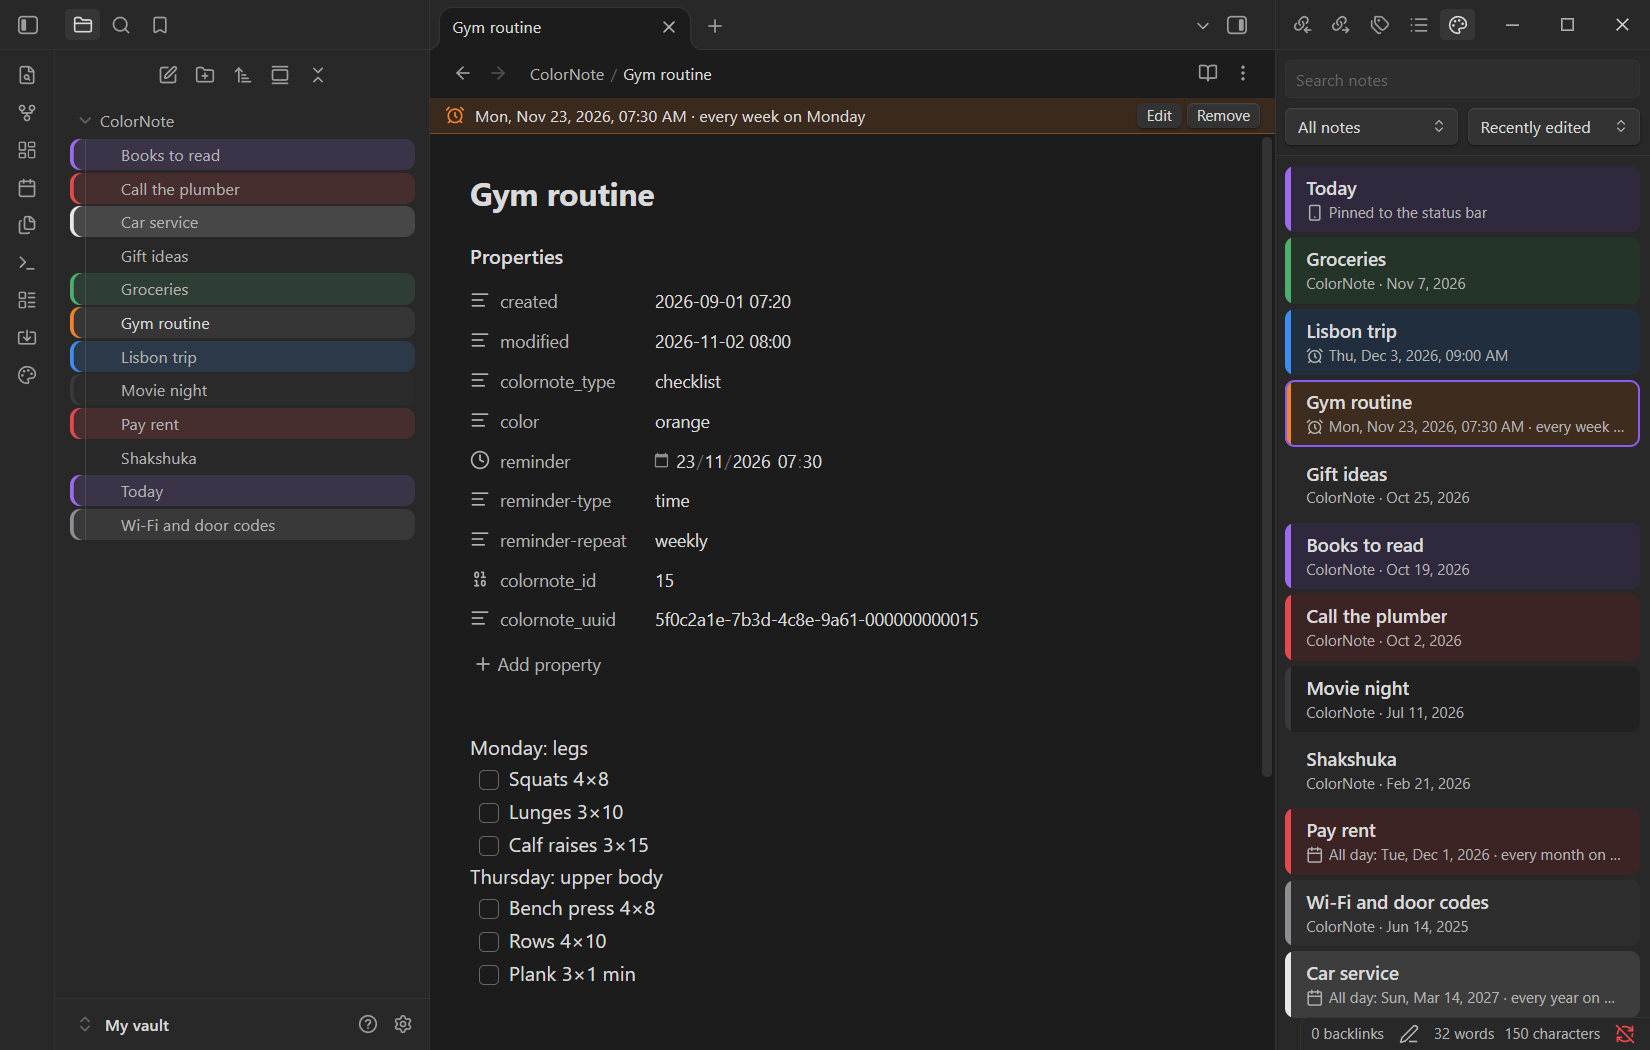 Gym routine
ColorNote / Gym routine
Mon, Nov 23, 2026, 07:30 AM · every week on Monday
Edit
Remove
ColorNote
Books to read
Call the plumber
Car service
Gift ideas
Groceries
Gym routine
Lisbon trip
Movie night
Pay rent
Shakshuka
Today
Wi-Fi and door codes
My vault
Gym routine
Properties
created 2026-09-01 07:20
modified 2026-11-02 08:00
colornote_type checklist
color orange
reminder 23/11/2026 07:30
reminder-type time
reminder-repeat weekly
colornote_id 15
colornote_uuid 5f0c2a1e-7b3d-4c8e-9a61-000000000015
Add property
Monday: legs
Squats 4×8
Lunges 3×10
Calf raises 3×15
Thursday: upper body
Bench press 4×8
Rows 4×10
Plank 3×1 min
Search notes
All notes
Recently edited
Today
Pinned to the status bar
Groceries
ColorNote · Nov 7, 2026
Lisbon trip
Thu, Dec 3, 2026, 09:00 AM
Gym routine
Mon, Nov 23, 2026, 07:30 AM · every week ...
Gift ideas
ColorNote · Oct 25, 2026
Books to read
ColorNote · Oct 19, 2026
Call the plumber
ColorNote · Oct 2, 2026
Movie night
ColorNote · Jul 11, 2026
Shakshuka
ColorNote · Feb 21, 2026
Pay rent
All day: Tue, Dec 1, 2026 · every month on ...
Wi-Fi and door codes
ColorNote · Jun 14, 2025
Car service
All day: Sun, Mar 14, 2027 · every year on ...
0 backlinks
32 words
150 characters